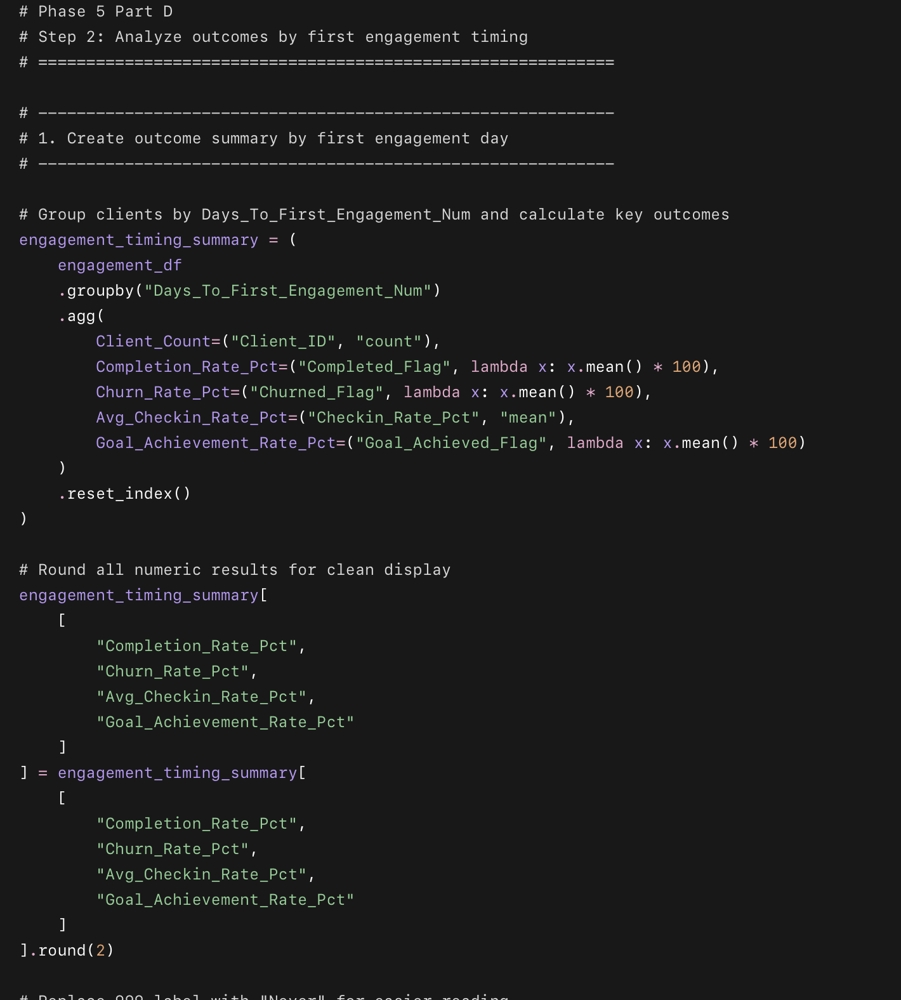 # Phase 5 Part D
# Step 2: Analyze outcomes by first engagement timing
# ============================================================

# ------------------------------------------------------------
# 1. Create outcome summary by first engagement day
# ------------------------------------------------------------

# Group clients by Days_To_First_Engagement_Num and calculate key outcomes
engagement_timing_summary = (
    engagement_df
    .groupby("Days_To_First_Engagement_Num")
    .agg(
        Client_Count=("Client_ID", "count"),
        Completion_Rate_Pct=("Completed_Flag", lambda x: x.mean() * 100),
        Churn_Rate_Pct=("Churned_Flag", lambda x: x.mean() * 100),
        Avg_Checkin_Rate_Pct=("Checkin_Rate_Pct", "mean"),
        Goal_Achievement_Rate_Pct=("Goal_Achieved_Flag", lambda x: x.mean() * 100)
    )
    .reset_index()
)

# Round all numeric results for clean display
engagement_timing_summary[
    [
        "Completion_Rate_Pct",
        "Churn_Rate_Pct",
        "Avg_Checkin_Rate_Pct",
        "Goal_Achievement_Rate_Pct"
    ]
] = engagement_timing_summary[
    [
        "Completion_Rate_Pct",
        "Churn_Rate_Pct",
        "Avg_Checkin_Rate_Pct",
        "Goal_Achievement_Rate_Pct"
    ]
].round(2)

# Replace 999 label with "Never" for easier reading